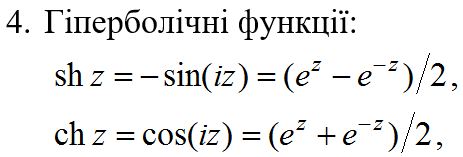 4. Гіперболічні функції:
sh z = − sin(iz) = (e^z − e^−z)/2,
ch z = cos(iz) = (e^z + e^−z)/2,